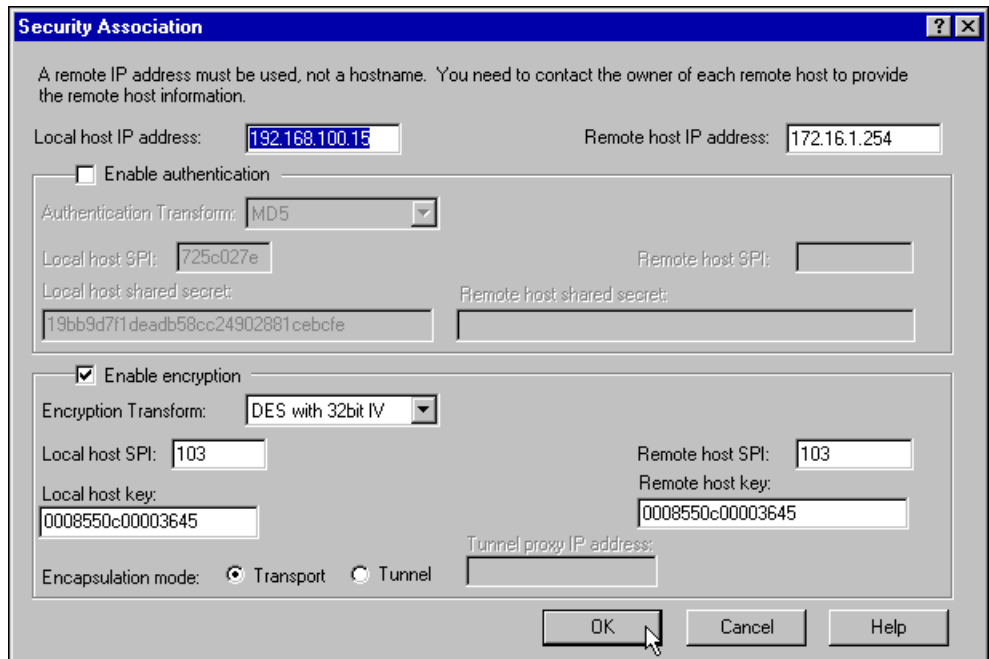 Security Association
A remote IP address must be used, not a hostname. You need to contact the owner of each remote host to provide
the remote host information.
Local host IP address: 192.168.100.15 Remote host IP address: 172.16.1.254
Enable authentication
Authentication Transform: MD5
Local host SPI: 725c027e Remote host SPI:
Local host shared secret: Remote host shared secret:
19bb9d7f1deadb58cc24902881cebcfe
Enable encryption
Encryption Transform: DES with 32bit IV
Local host SPI: 103 Remote host SPI: 103
Local host key: Remote host key:
0008550c00003645 0008550c00003645
Tunnel proxy IP address:
Encapsulation mode: Transport Tunnel
OK Cancel Help